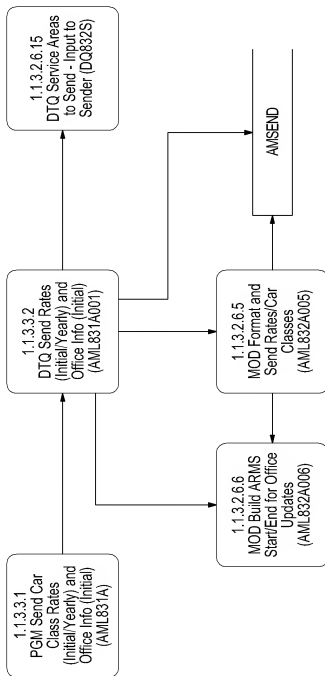 1.1.3.3.1
PGM Send Car
Class Rates
(Initial/Yearly) and
Office Info (Initial)
(AML831A)
1.1.3.3.2
DTQ Send Rates
(Initial/Yearly) and
Office Info (Initial)
(AML831A001)
1.1.3.2.6.15
DTQ Service Areas
to Send - Input to
Sender (DQ832S)
1.1.3.2.6.6
MOD Build ARMS
Start/End for Office
Updates
(AML832A006)
1.1.3.2.6.5
MOD Format and
Send Rates/Car
Classes
(AML832A005)
AMSEND